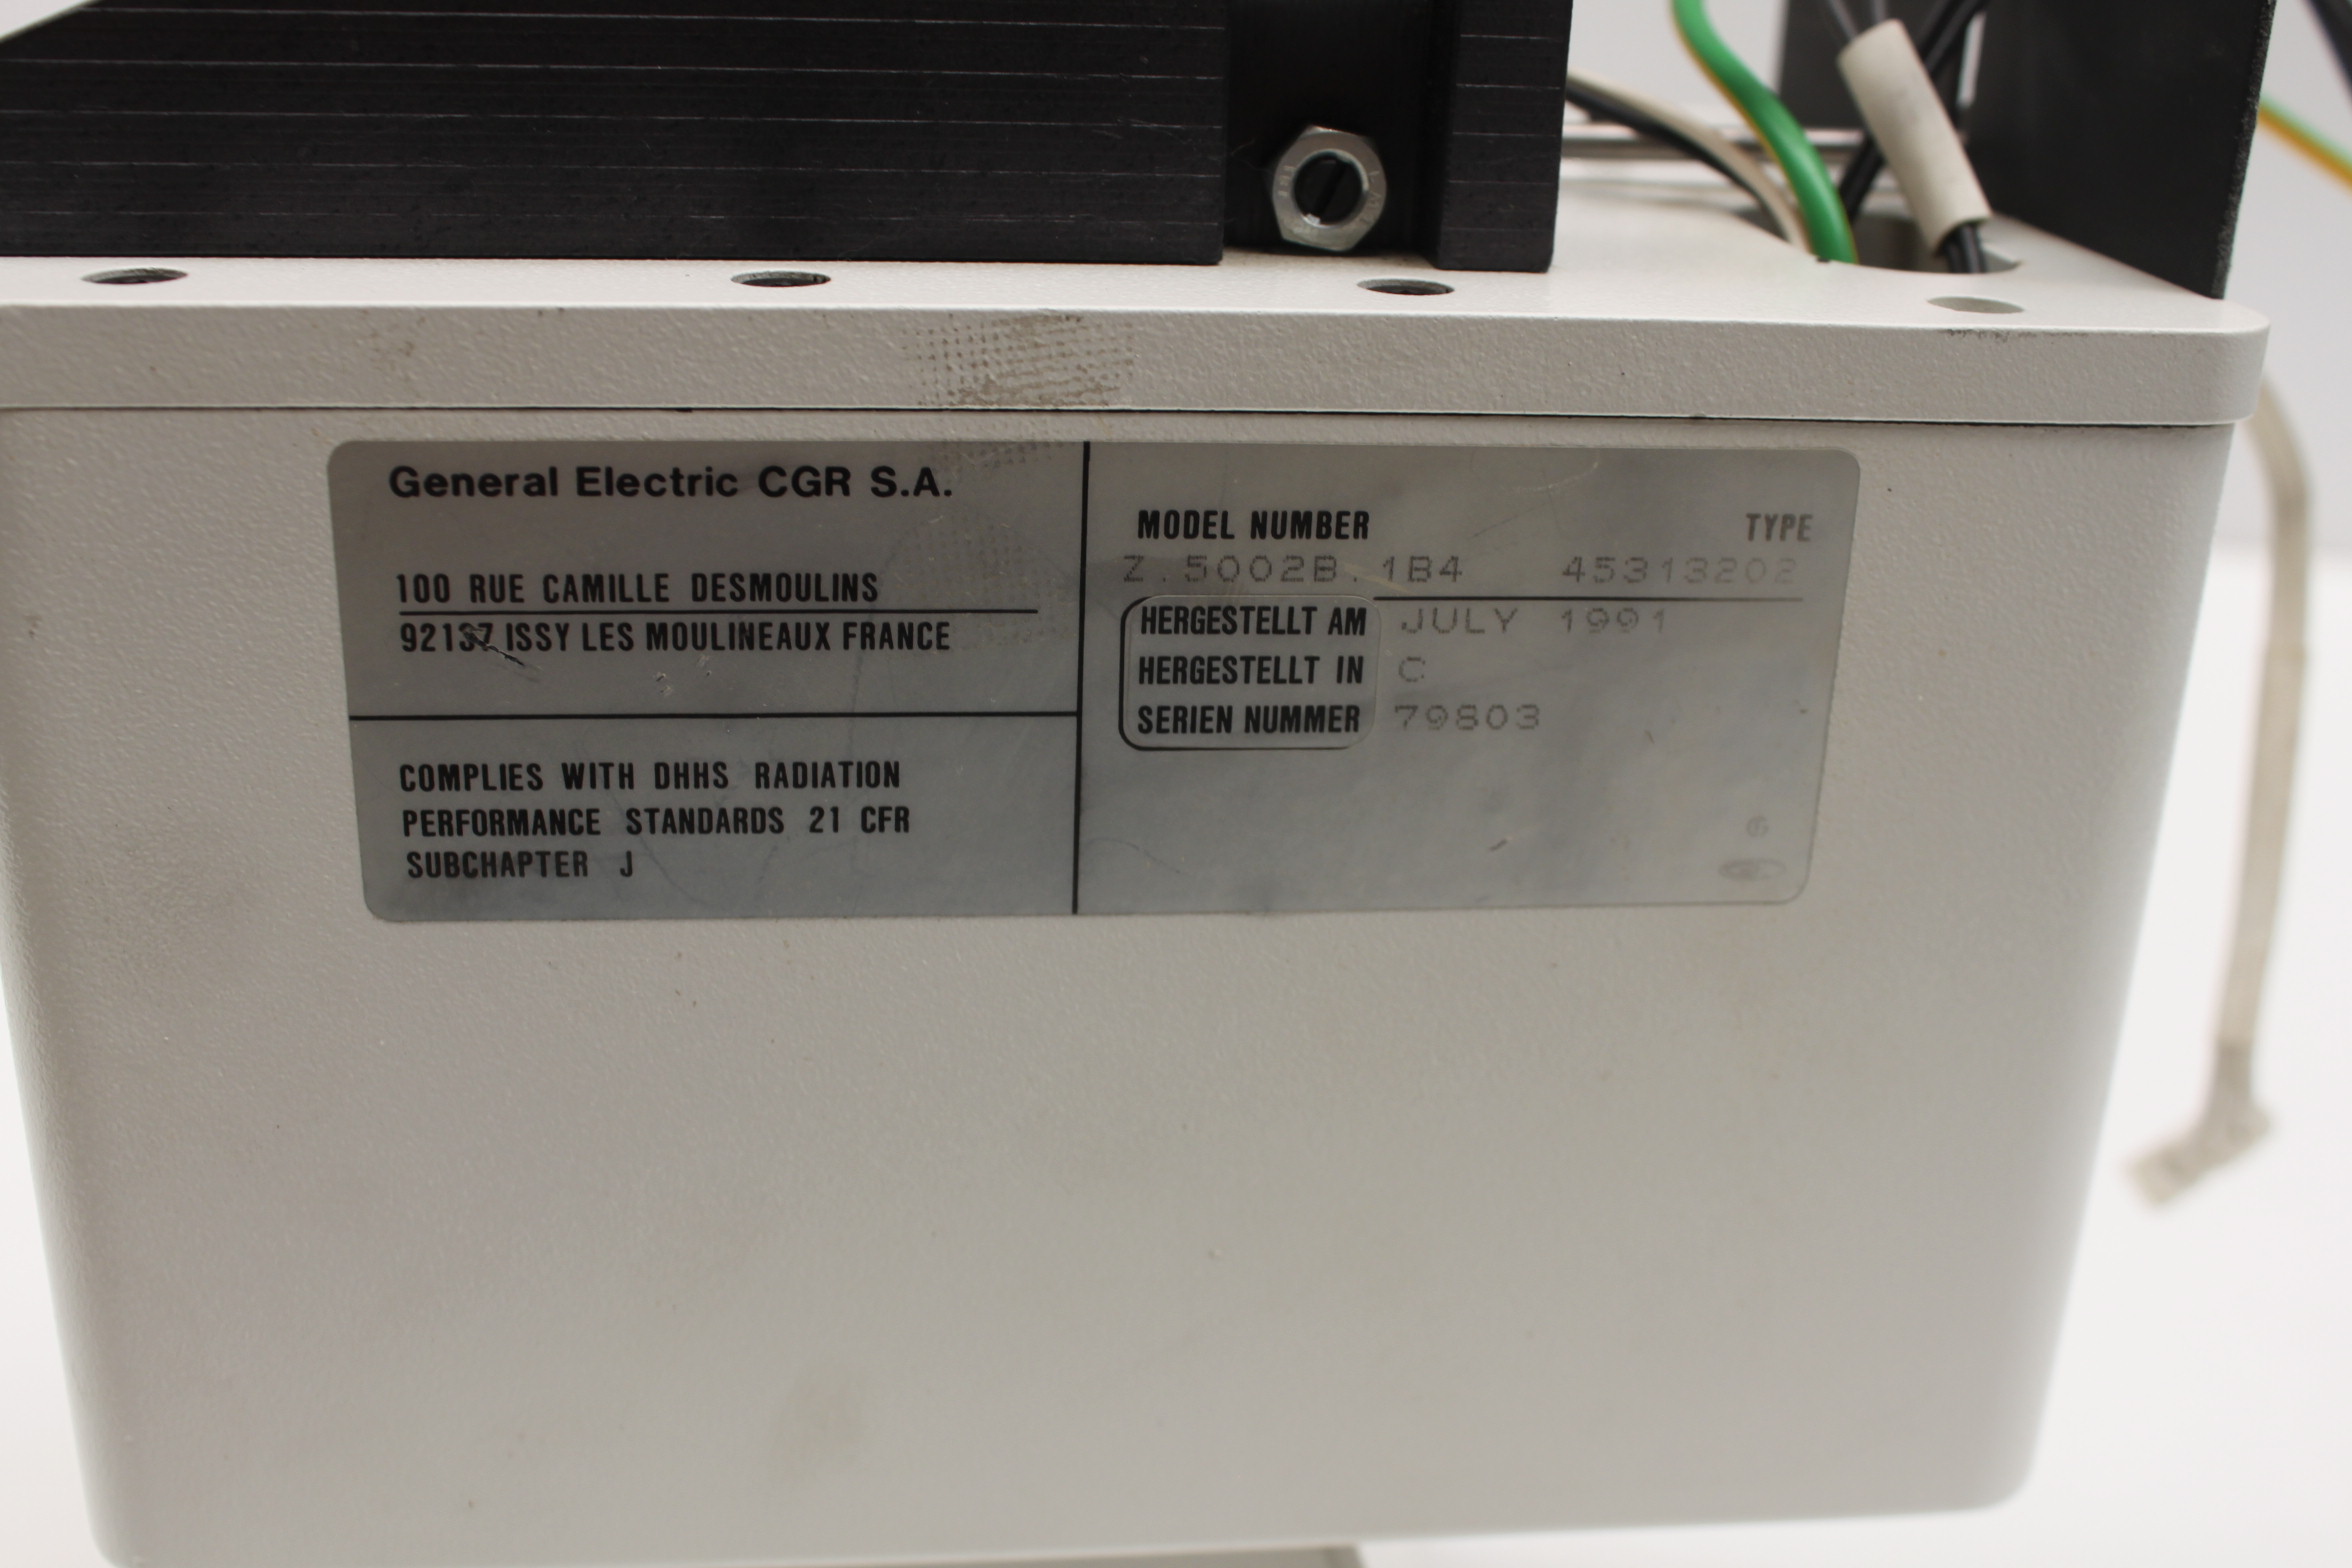 General Electric CGR S.A.
100 RUE CAMILLE DESMOULINS
92137 ISSY LES MOULINEAUX FRANCE
COMPLIES WITH DHHS RADIATION
PERFORMANCE STANDARDS 21 CFR
SUBCHAPTER J
MODEL NUMBER TYPE
Z.5002B.1B4 45313202
HERGESTELLT AM JULY 1991
HERGESTELLT IN C
SERIEN NUMMER 79803